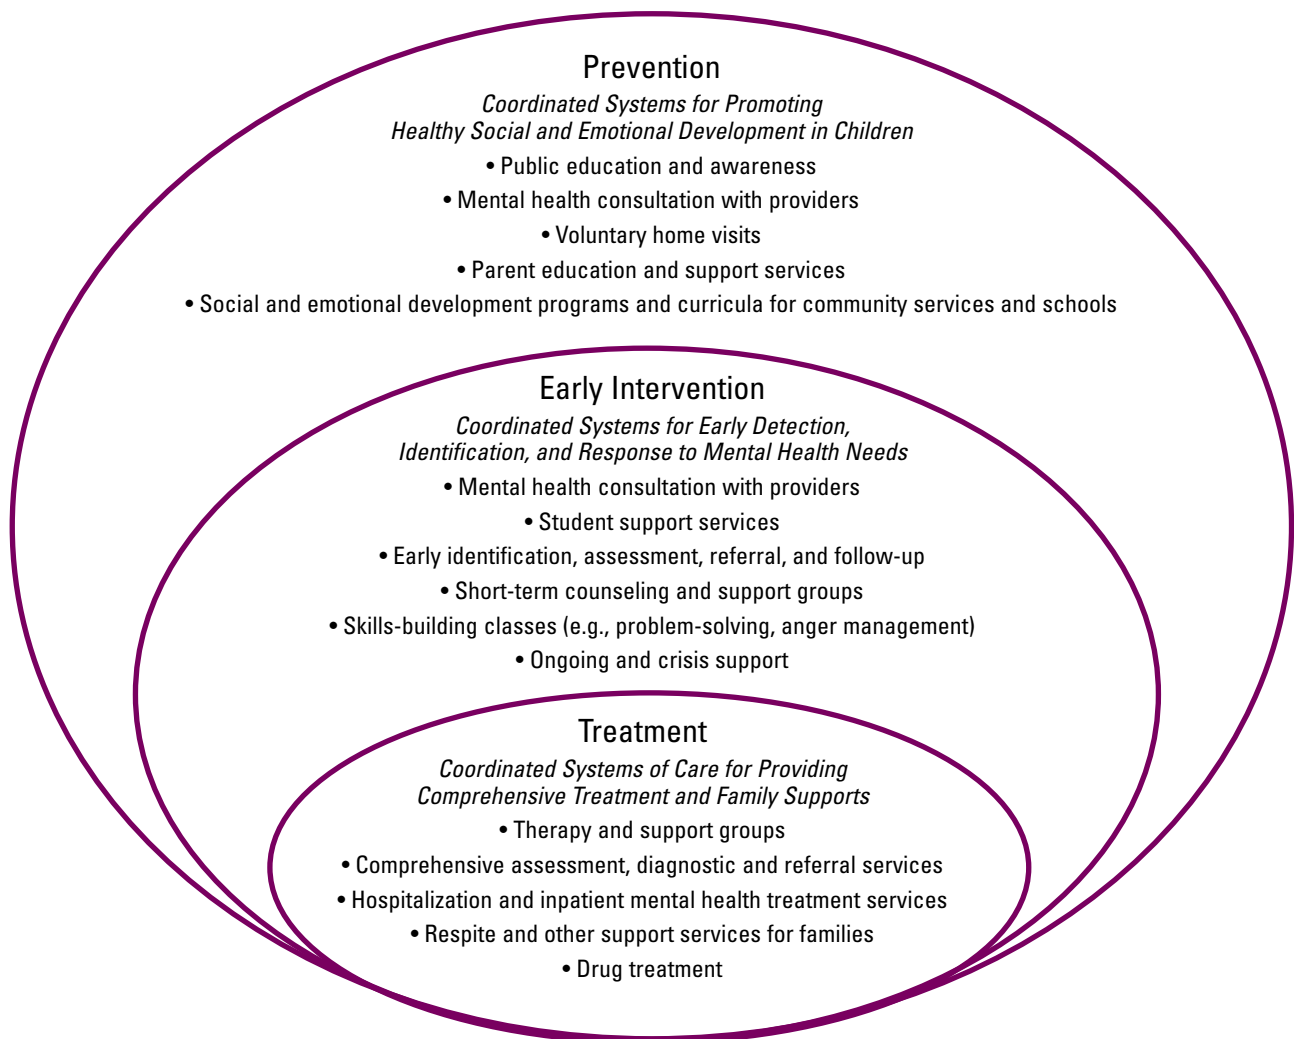 Prevention
Coordinated Systems for Promoting
Healthy Social and Emotional Development in Children
• Public education and awareness
• Mental health consultation with providers
• Voluntary home visits
• Parent education and support services
• Social and emotional development programs and curricula for community services and schools
Early Intervention
Coordinated Systems for Early Detection,
Identification, and Response to Mental Health Needs
• Mental health consultation with providers
• Student support services
• Early identification, assessment, referral, and follow-up
• Short-term counseling and support groups
• Skills-building classes (e.g., problem-solving, anger management)
• Ongoing and crisis support
Treatment
Coordinated Systems of Care for Providing
Comprehensive Treatment and Family Supports
• Therapy and support groups
• Comprehensive assessment, diagnostic and referral services
• Hospitalization and inpatient mental health treatment services
• Respite and other support services for families
• Drug treatment